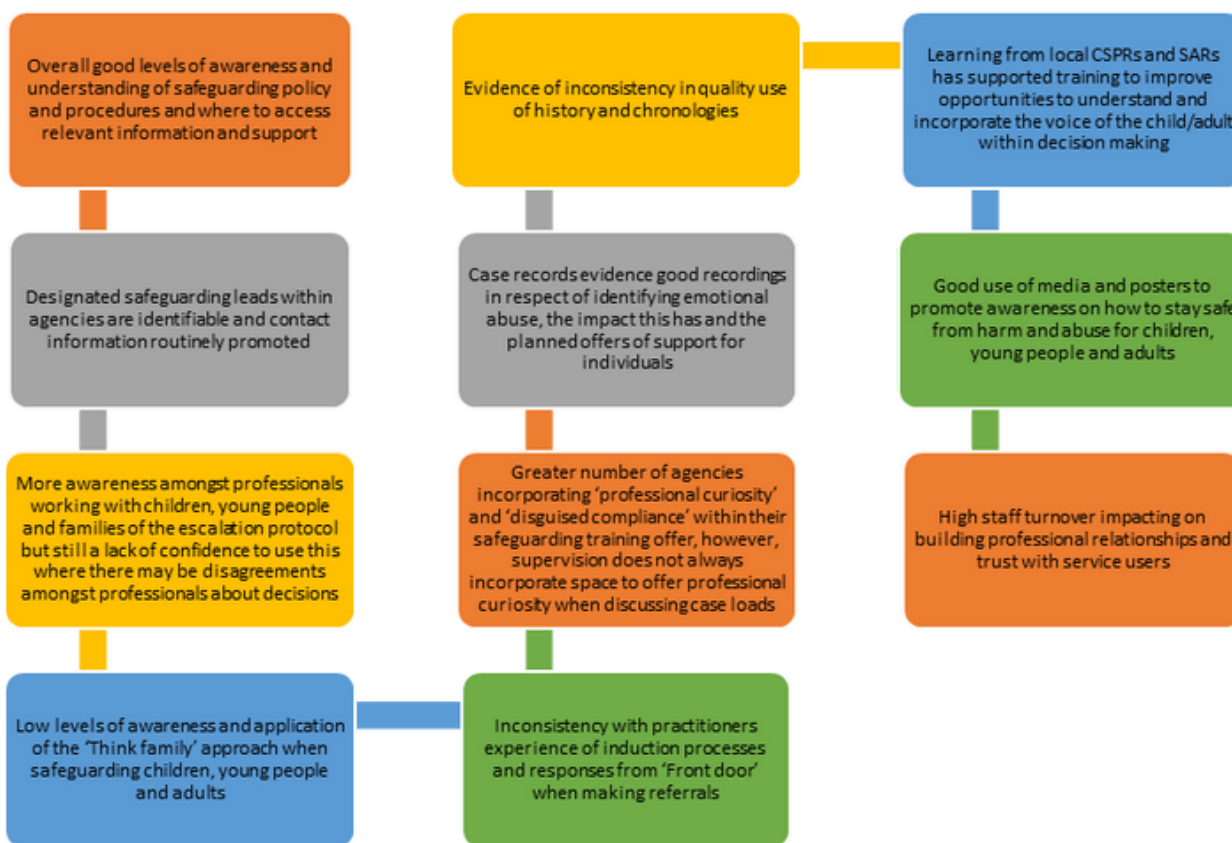 Overall good levels of awareness and
understanding of safeguarding policy
and procedures and where to access
relevant information and support
Designated safeguarding leads within
agencies are identifiable and contact
information routinely promoted
More awareness amongst professionals
working with children, young people
and families of the escalation protocol
but still a lack of confidence to use this
where there may be disagreements
amongst professionals about decisions
Low levels of awareness and application
of the ‘Think family’ approach when
safeguarding children, young people
and adults
Inconsistency with practitioners
experience of induction processes
and responses from ‘Front door’
when making referrals
Greater number of agencies
incorporating ‘professional curiosity’
and ‘disguised compliance’ within their
safeguarding training offer, however,
supervision does not always
incorporate space to offer professional
curiosity when discussing case loads
Case records evidence good recordings
in respect of identifying emotional
abuse, the impact this has and the
planned offers of support for
individuals
Evidence of inconsistency in quality use
of history and chronologies
Learning from local CSPRs and SARs
has supported training to improve
opportunities to understand and
incorporate the voice of the child/adult
within decision making
Good use of media and posters to
promote awareness on how to stay safe
from harm and abuse for children,
young people and adults
High staff turnover impacting on
building professional relationships and
trust with service users